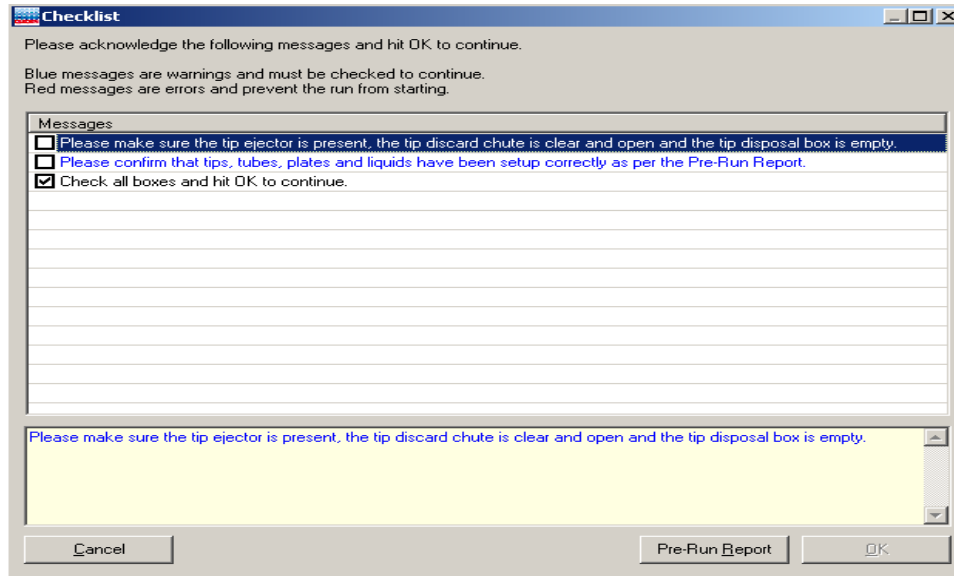 Checklist
Please acknowledge the following messages and hit OK to continue.
Blue messages are warnings and must be checked to continue.
Red messages are errors and prevent the run from starting.
Messages
Please make sure the tip ejector is present, the tip discard chute is clear and open and the tip disposal box is empty.
Please confirm that tips, tubes, plates and liquids have been setup correctly as per the Pre-Run Report.
Check all boxes and hit OK to continue.
Please make sure the tip ejector is present, the tip discard chute is clear and open and the tip disposal box is empty.
Cancel Pre-Run Report OK